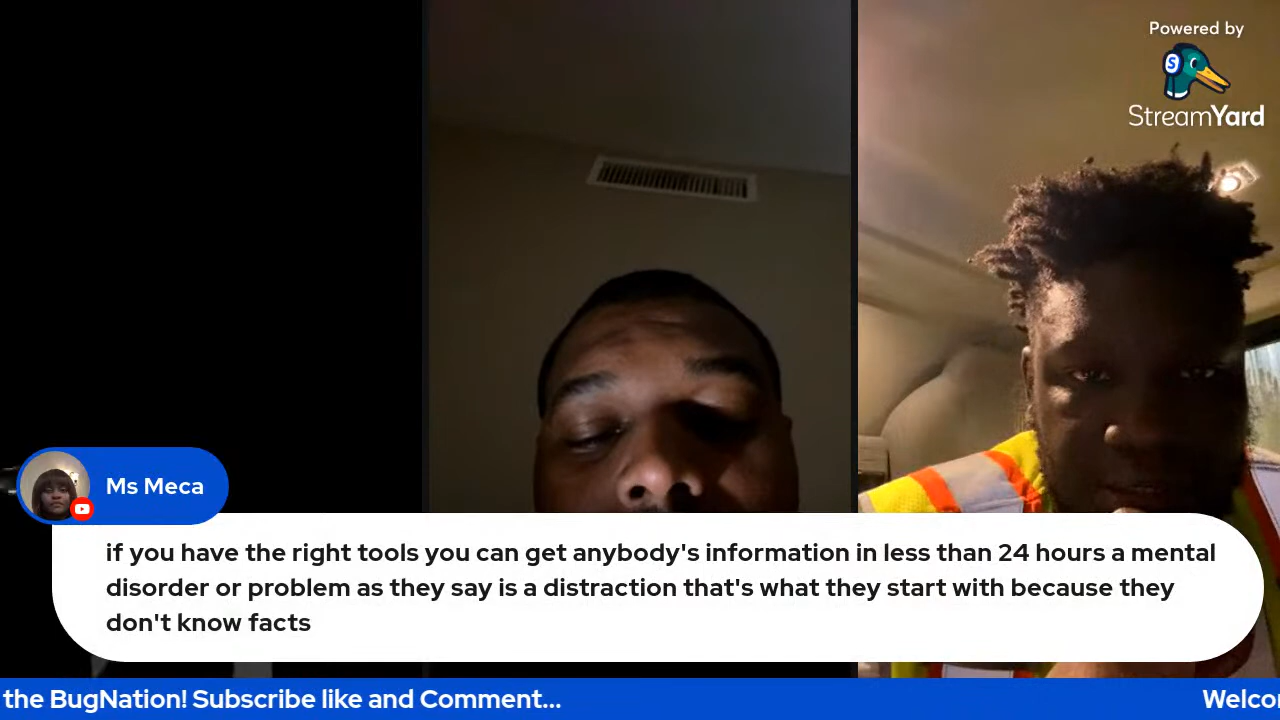 Powered by
StreamYard
Ms Meca
if you have the right tools you can get anybody's information in less than 24 hours a mental
disorder or problem as they say is a distraction that's what they start with because they
don't know facts
the BugNation! Subscribe like and Comment... Welco